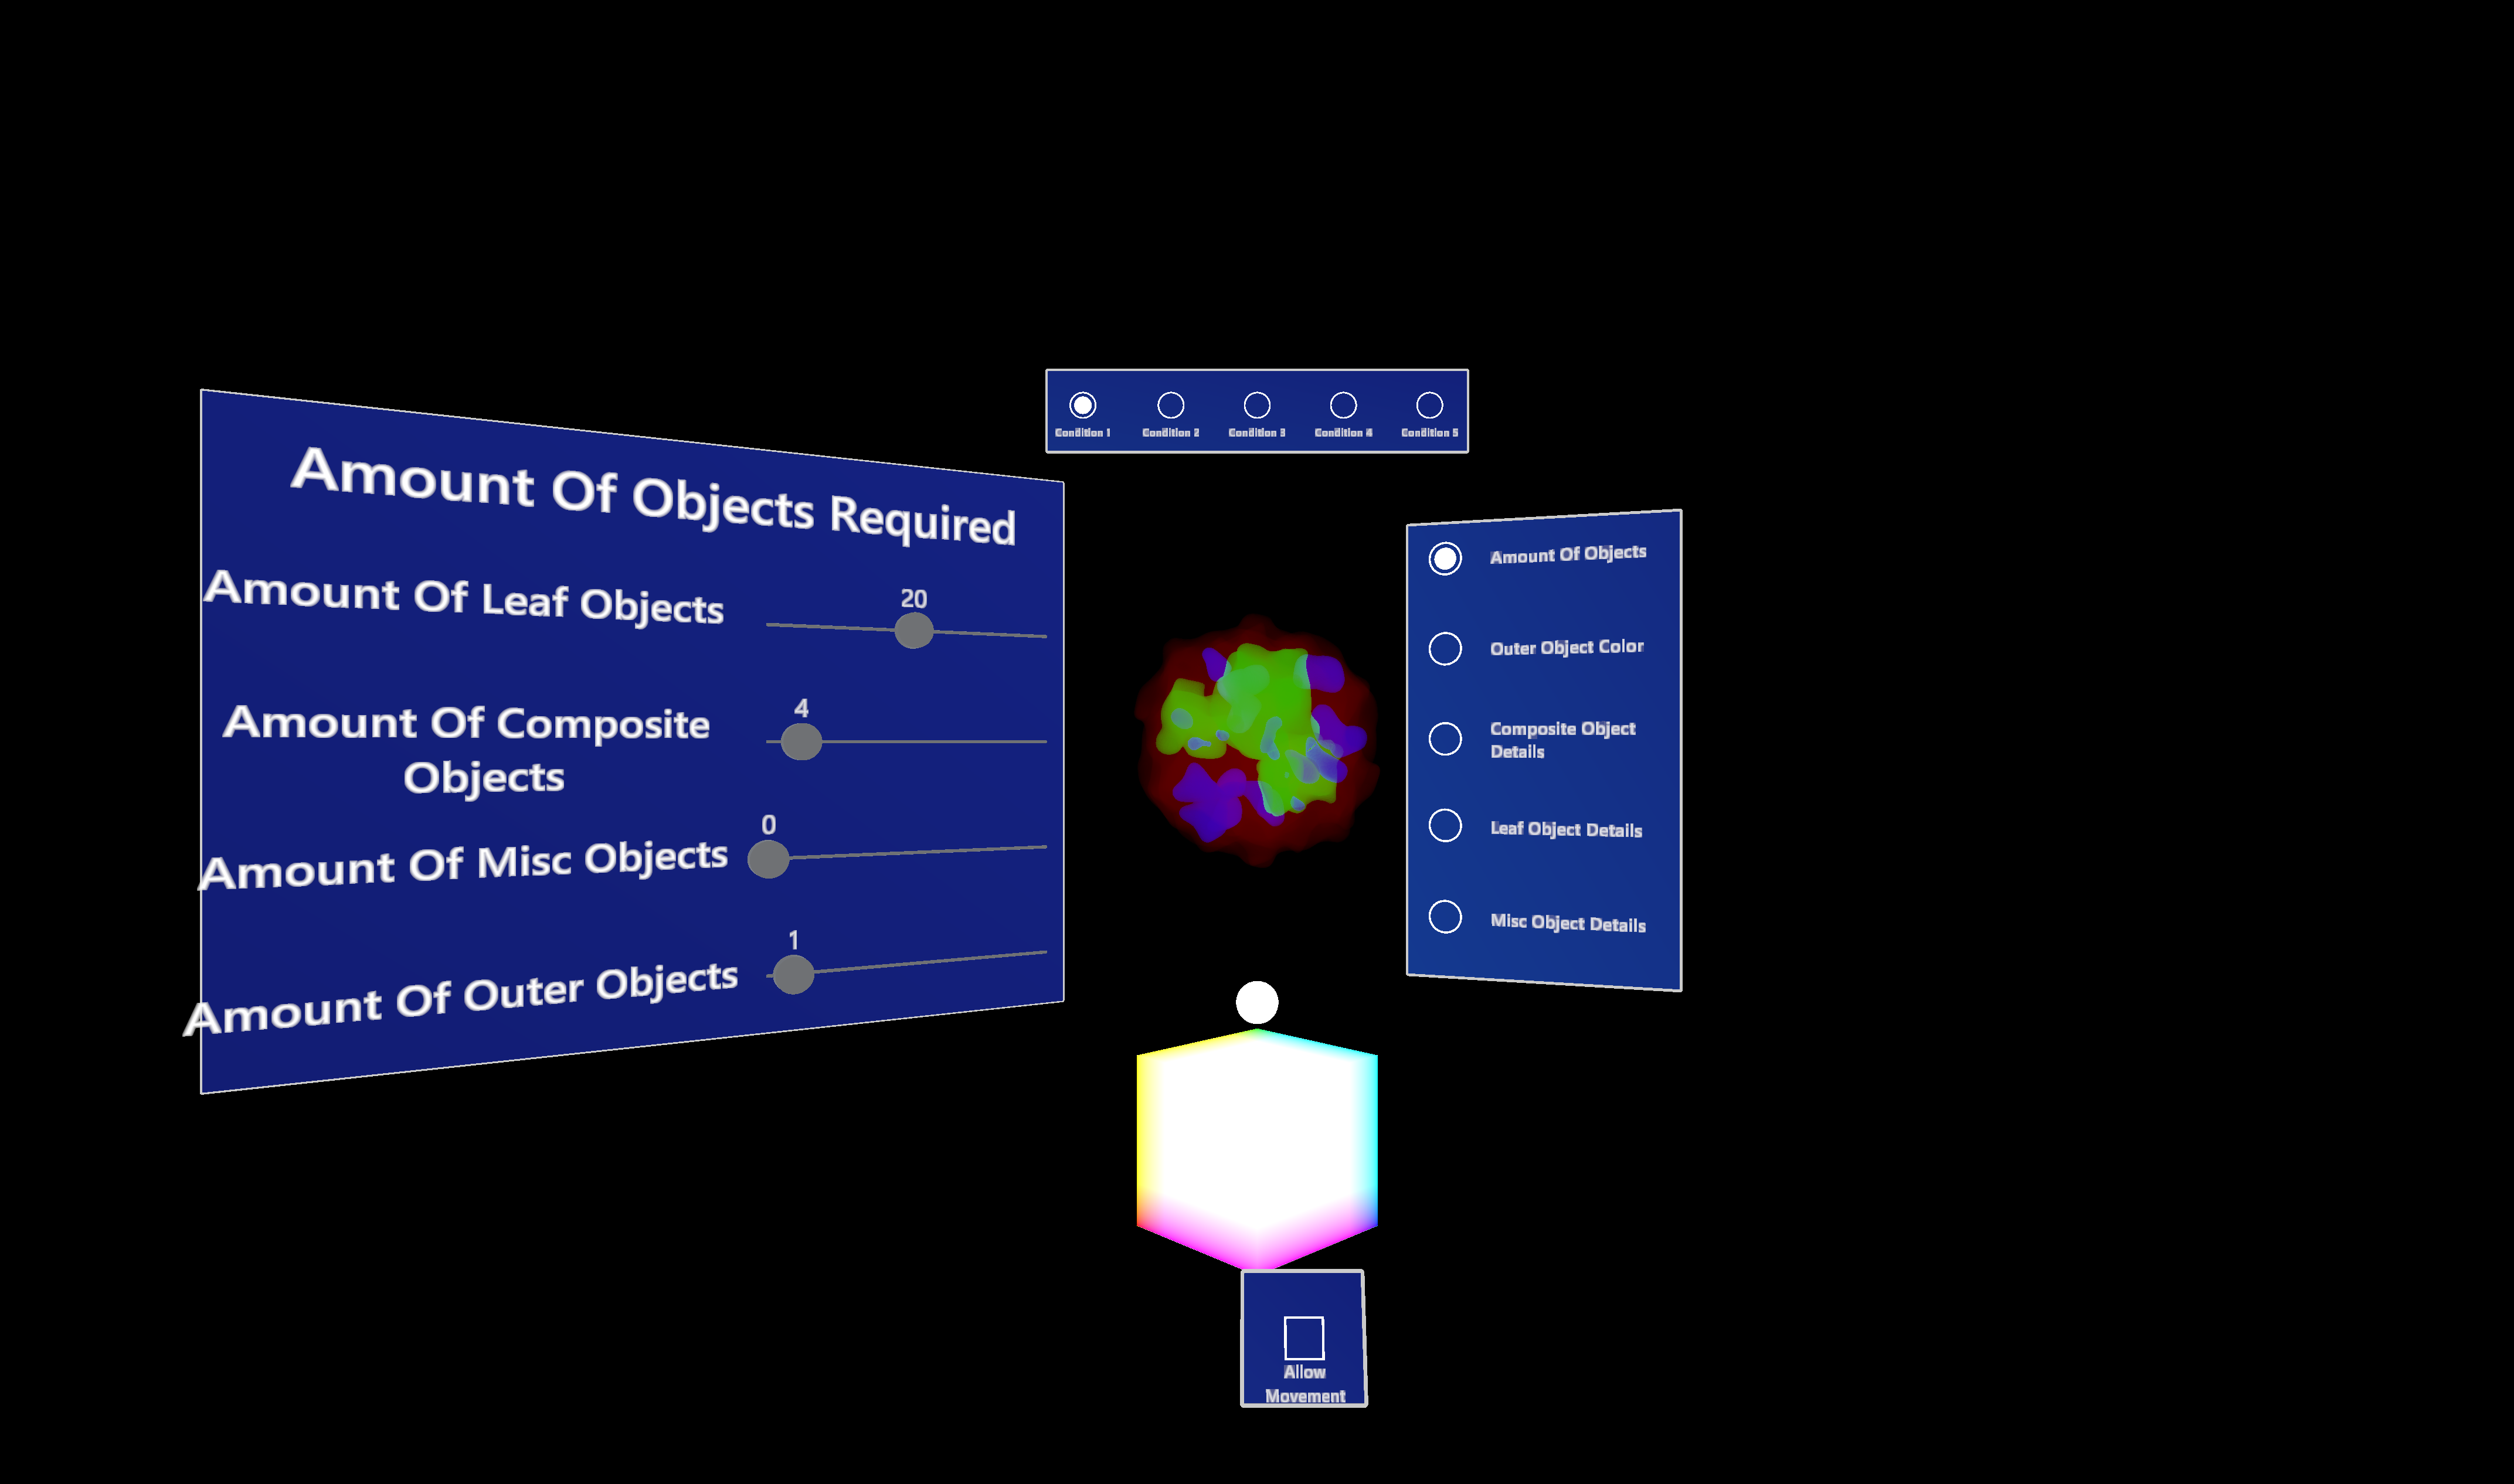 Condition 1 Condition 2 Condition 3 Condition 4 Condition 5
Amount Of Objects Required
Amount Of Leaf Objects
20
Amount Of Composite
Objects
4
Amount Of Misc Objects
0
Amount Of Outer Objects
1
Amount Of Objects
Outer Object Color
Composite Object
Details
Leaf Object Details
Misc Object Details
Allow
Movement